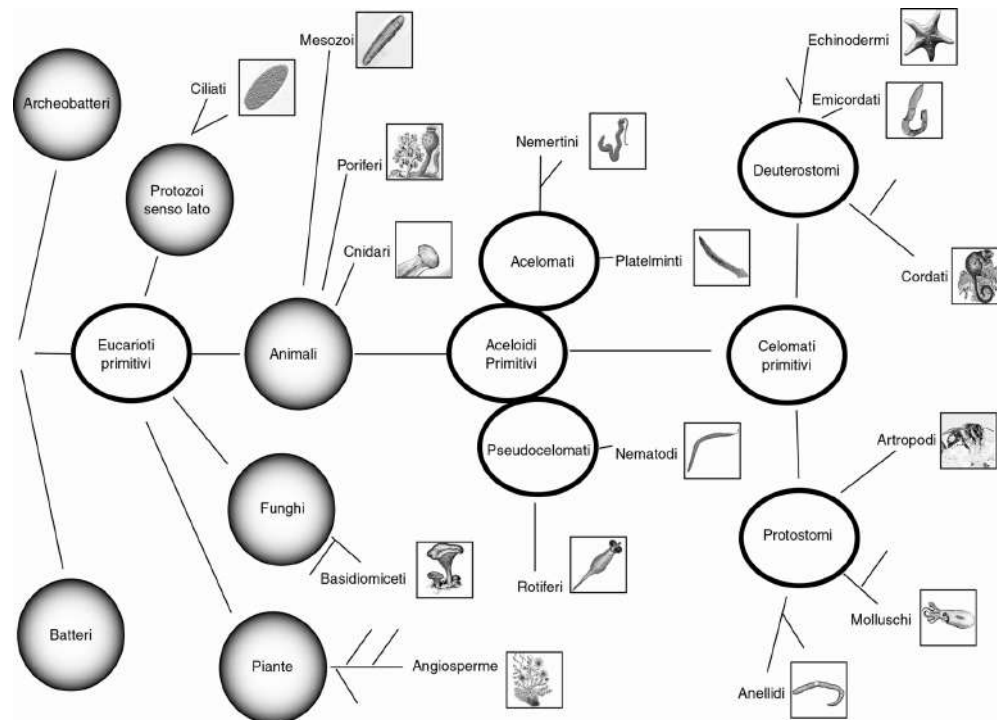 Mesozoi
Echinodermi
Ciliati
Archeobatteri
Emicordati
Nemertini
Poriferi
Deuterostomi
Protozoi
senso lato
Cnidari
Acelomati
Platelminti
Cordati
Eucarioti
primitivi
Animali
Aceloidi
Primitivi
Celomati
primitivi
Pseudocelomati
Nematodi
Artropodi
Funghi
Protostomi
Basidiomiceti
Rotiferi
Batteri
Molluschi
Piante
Angiosperme
Anellidi